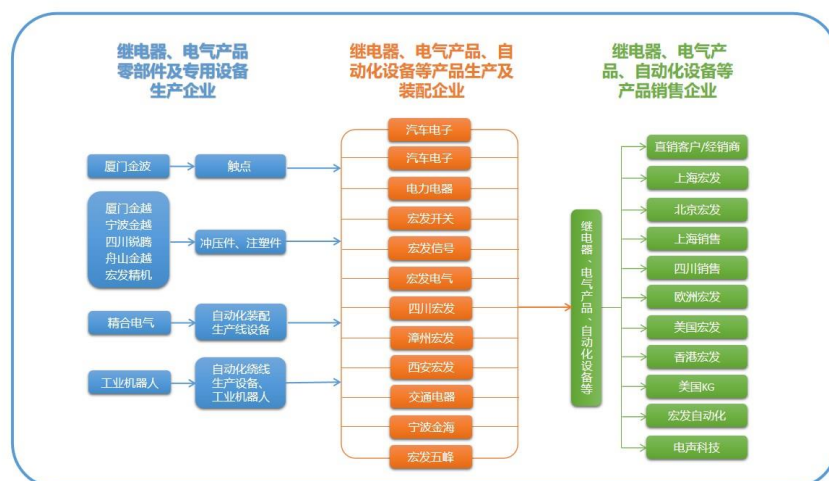 继电器、电气产品
零部件及专用设备
生产企业
继电器、电气产品、自
动化设备等产品生产及
装配企业
继电器、电气产
品、自动化设备等
产品销售企业
厦门金波
触点
厦门金越
宁波金越
四川锐腾
舟山金越
宏发精机
冲压件、注塑件
精合电气
自动化装配
生产线设备
工业机器人
自动化绕线
生产设备、
工业机器人
汽车电子
汽车电子
电力电器
宏发开关
宏发信号
宏发电气
四川宏发
漳州宏发
西安宏发
交通电器
宁波金海
宏发五峰
继电器、电气产品、自动化设备等
直销客户/经销商
上海宏发
北京宏发
上海销售
四川销售
欧洲宏发
美国宏发
香港宏发
美国KG
宏发自动化
电声科技